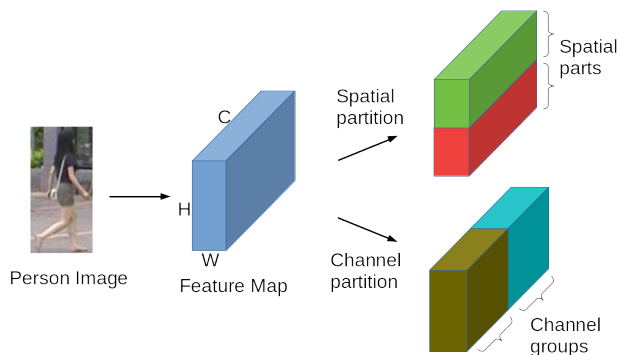 Person Image
C
H
W
Feature Map
Spatial
partition
Channel
partition
Spatial
parts
Channel
groups